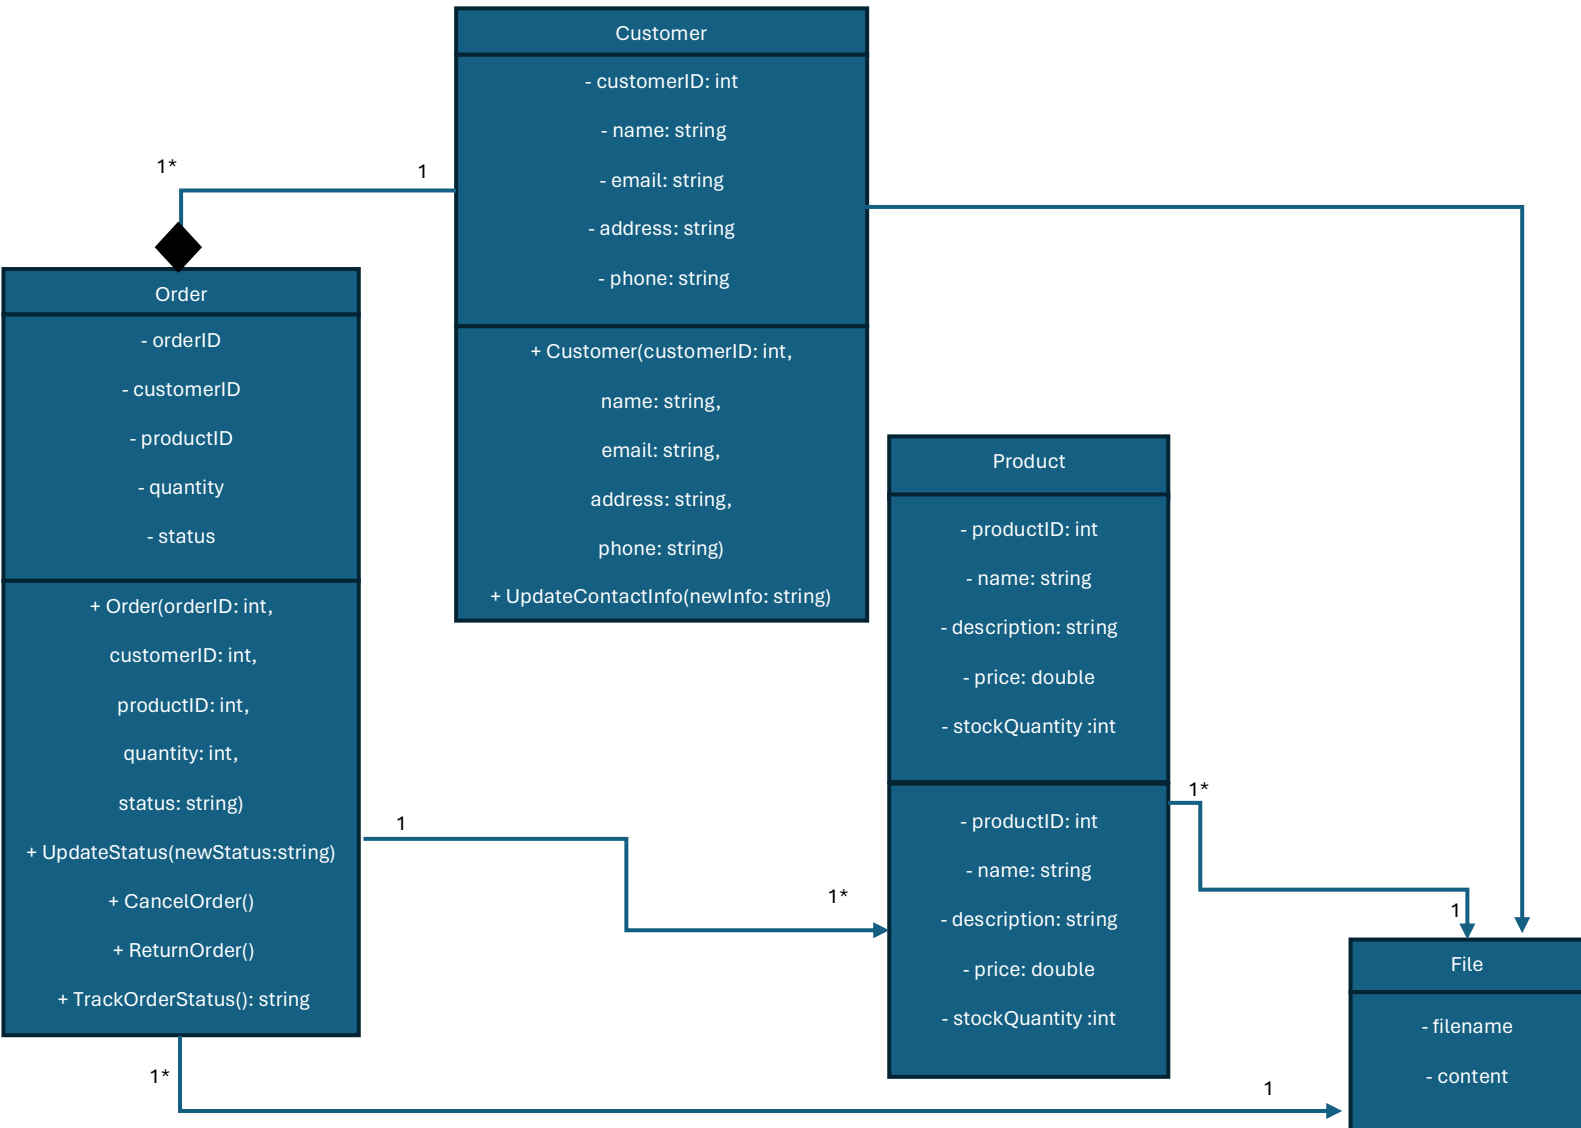 Customer
- customerID: int
- name: string
- email: string
- address: string
- phone: string
+ Customer(customerID: int,
name: string,
email: string,
address: string,
phone: string)
+ UpdateContactInfo(newInfo: string)
1*
1
Order
- orderID
- customerID
- productID
- quantity
- status
+ Order(orderID: int,
customerID: int,
productID: int,
quantity: int,
status: string)
+ UpdateStatus(newStatus:string)
+ CancelOrder()
+ ReturnOrder()
+ TrackOrderStatus(): string
1
1*
Product
- productID: int
- name: string
- description: string
- price: double
- stockQuantity :int
- productID: int
- name: string
- description: string
- price: double
- stockQuantity :int
1*
1
File
- filename
- content
1*
1